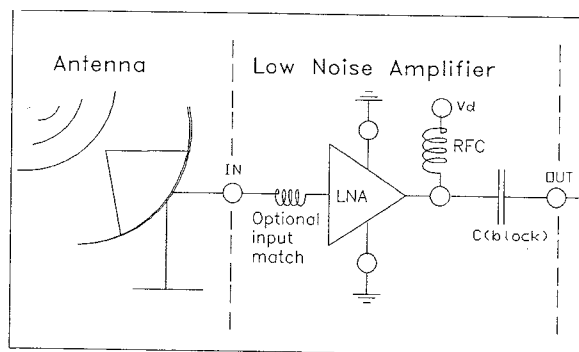 Antenna
Low Noise Amplifier
Vd
RFC
IN
LNA
OUT
Optional
input
match
C(block)